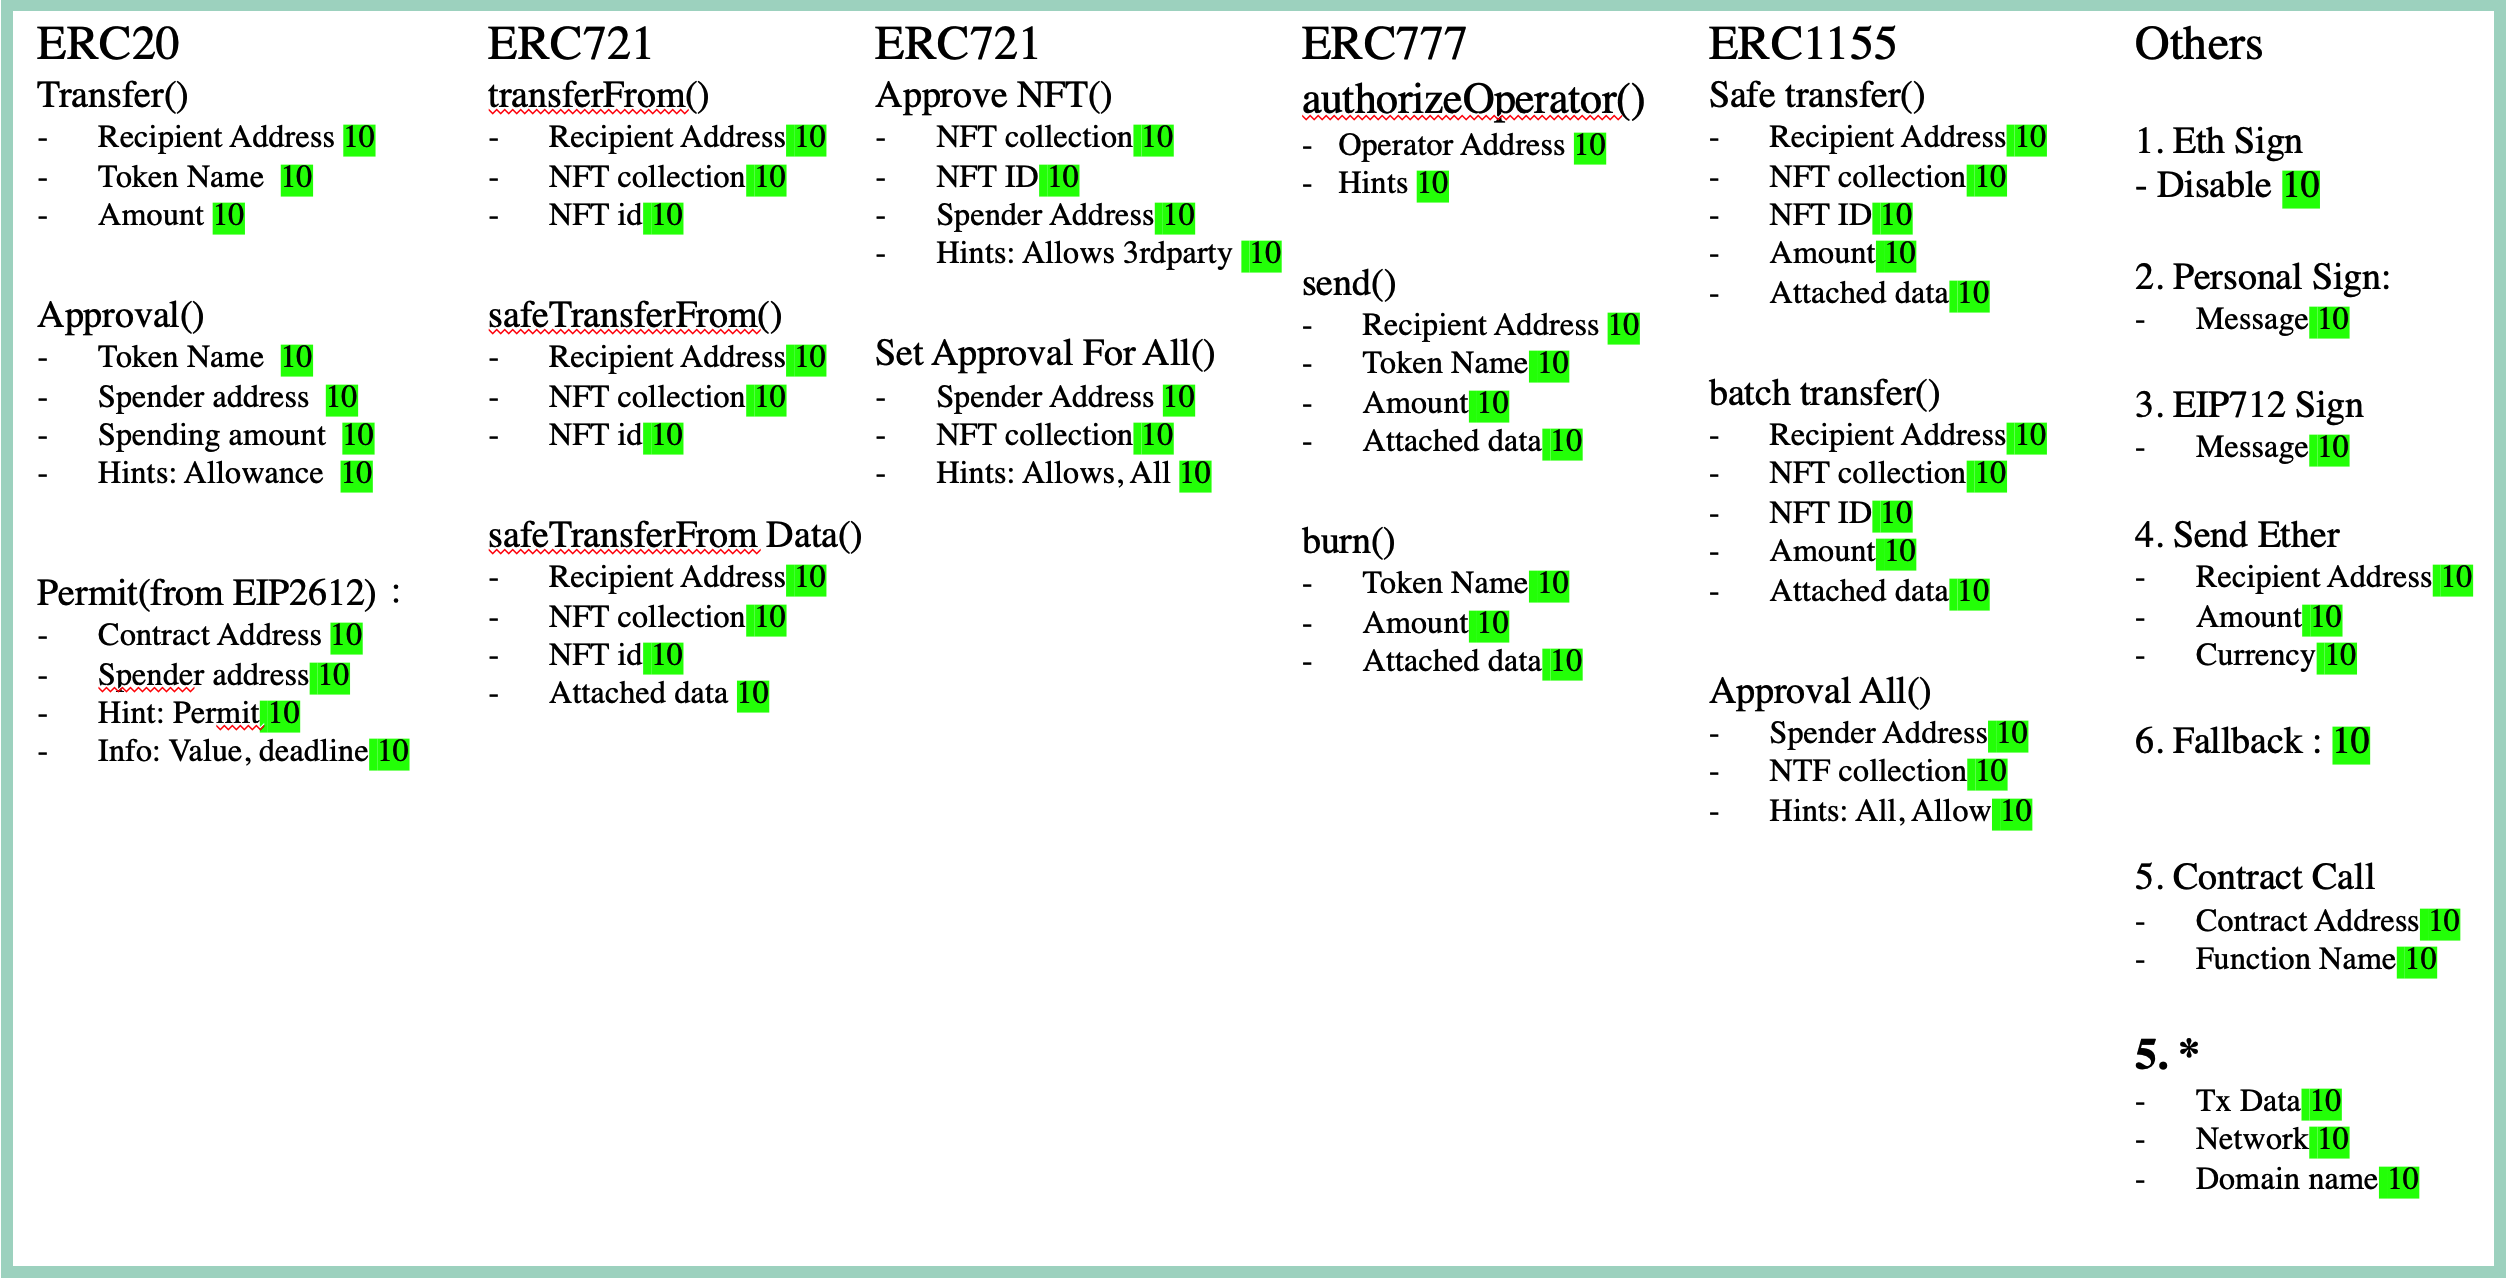 ERC20
Transfer()
- Recipient Address 10
- Token Name 10
- Amount 10
Approval()
- Token Name 10
- Spender address 10
- Spending amount 10
- Hints: Allowance 10
Permit(from EIP2612) :
- Contract Address 10
- Spender address 10
- Hint: Permit 10
- Info: Value, deadline 10
ERC721
transferFrom()
- Recipient Address 10
- NFT collection 10
- NFT id 10
safeTransferFrom()
- Recipient Address 10
- NFT collection 10
- NFT id 10
safeTransferFrom Data()
- Recipient Address 10
- NFT collection 10
- NFT id 10
- Attached data 10
ERC721
Approve NFT()
- NFT collection 10
- NFT ID 10
- Spender Address 10
- Hints: Allows 3rdparty 10
Set Approval For All()
- Spender Address 10
- NFT collection 10
- Hints: Allows, All 10
ERC777
authorizeOperator()
- Operator Address 10
- Hints 10
send()
- Recipient Address 10
- Token Name 10
- Amount 10
- Attached data 10
burn()
- Token Name 10
- Amount 10
- Attached data 10
ERC1155
Safe transfer()
- Recipient Address 10
- NFT collection 10
- NFT ID 10
- Amount 10
- Attached data 10
batch transfer()
- Recipient Address 10
- NFT collection 10
- NFT ID 10
- Amount 10
- Attached data 10
Approval All()
- Spender Address 10
- NTF collection 10
- Hints: All, Allow 10
Others
1. Eth Sign
- Disable 10
2. Personal Sign:
- Message 10
3. EIP712 Sign
- Message 10
4. Send Ether
- Recipient Address 10
- Amount 10
- Currency 10
6. Fallback : 10
5. Contract Call
- Contract Address 10
- Function Name 10
5. *
- Tx Data 10
- Network 10
- Domain name 10